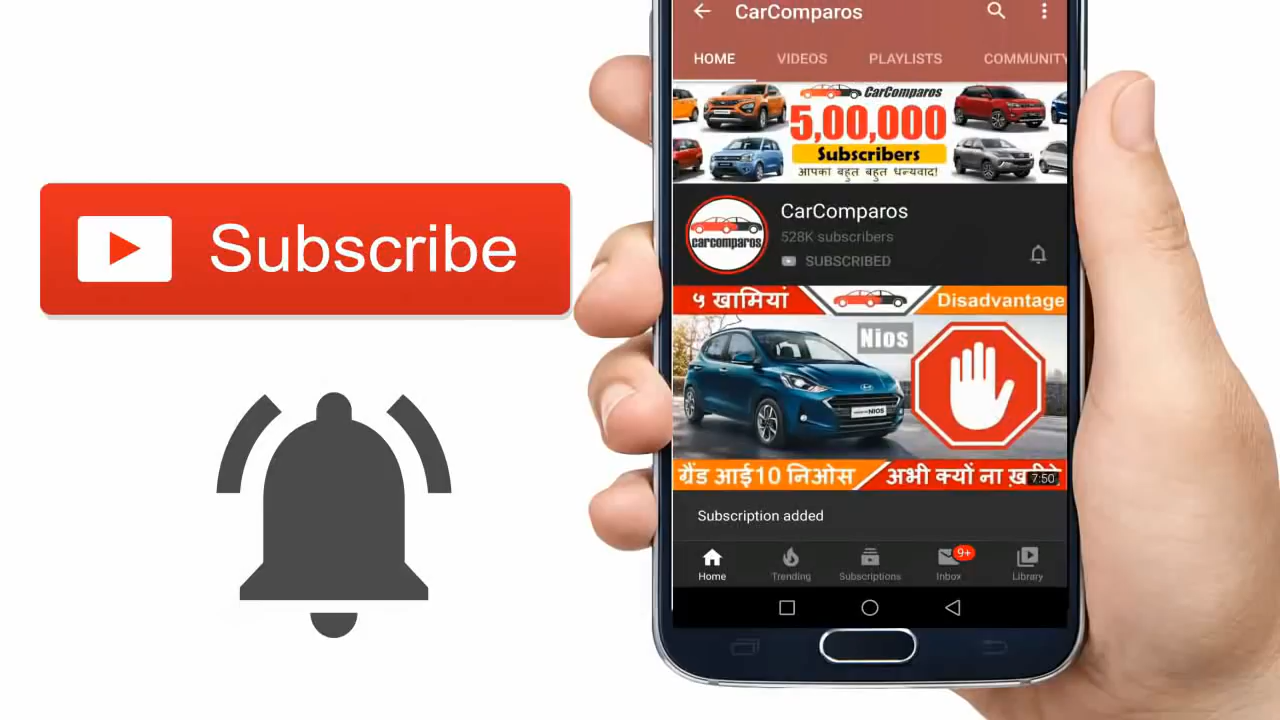 Subscribe
CarComparos
HOME VIDEOS PLAYLISTS COMMUNITY
CarComparos
5,00,000
Subscribers
आपका बहुत बहुत धन्यवाद!
carcomparos
CarComparos
528K subscribers
SUBSCRIBED
५ खामियां
Disadvantage
Nios
NIOS
ग्रैंड आई10 निओस
अभी क्यों ना
7:50
Subscription added
9+
Home Trending Subscriptions Inbox Library